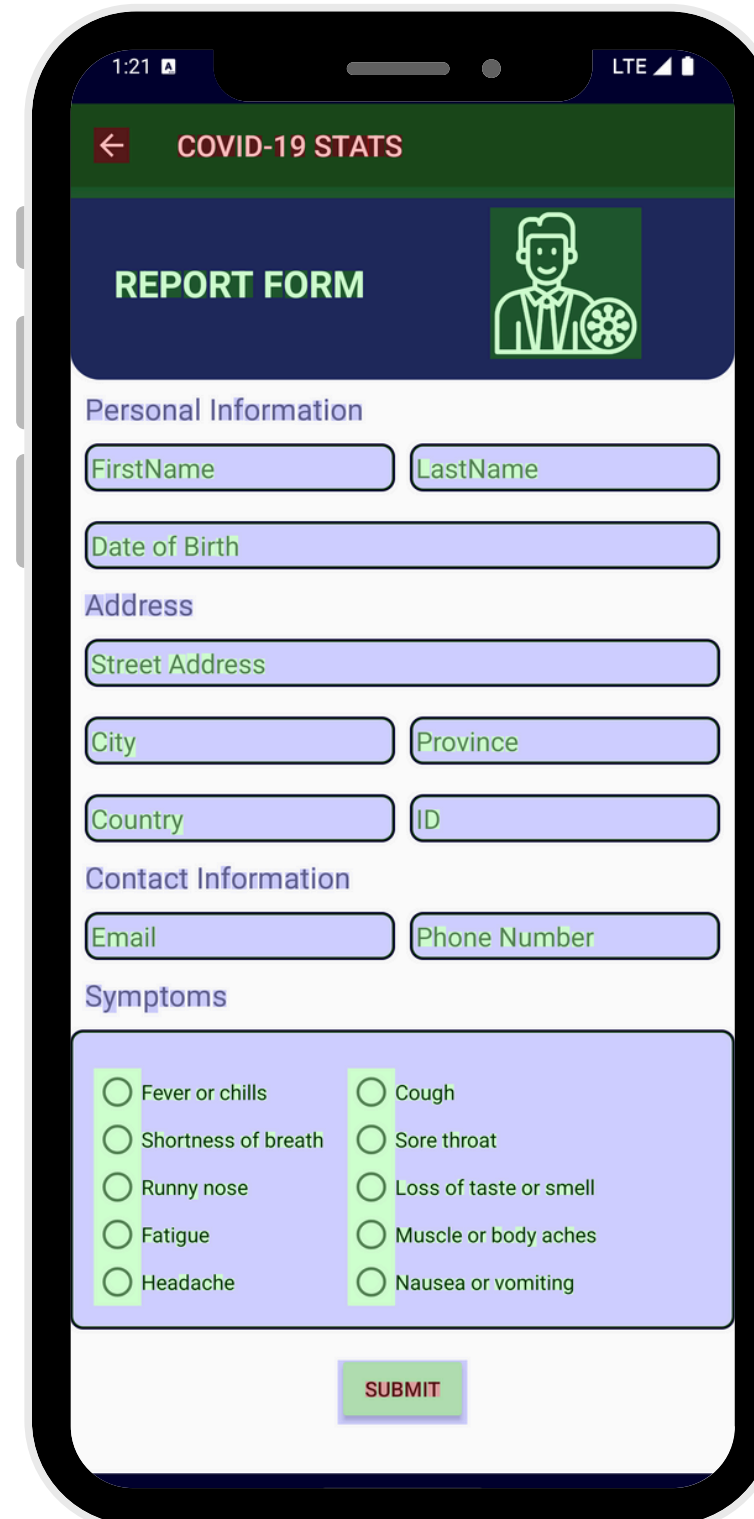 1:21 A LTE
COVID-19 STATS
REPORT FORM
Personal Information
FirstName LastName
Date of Birth
Address
Street Address
City Province
Country ID
Contact Information
Email Phone Number
Symptoms
Fever or chills Cough
Shortness of breath Sore throat
Runny nose Loss of taste or smell
Fatigue Muscle or body aches
Headache Nausea or vomiting
SUBMIT